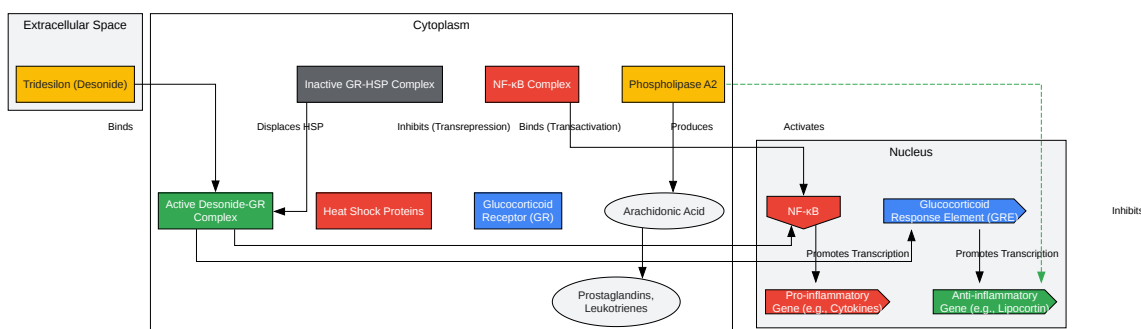 Extracellular Space
Cytoplasm
Tridesilon (Desonide)
Inactive GR-HSP Complex
NF-κB Complex
Phospholipase A2
Binds
Displaces HSP
Inhibits (Transrepression)
Binds (Transactivation)
Produces
Activates
Nucleus
Active Desonide-GR
Complex
Heat Shock Proteins
Glucocorticoid
Receptor (GR)
Arachidonic Acid
NF-κB
Glucocorticoid
Response Element (GRE)
Inhibits
Promotes Transcription
Promotes Transcription
Prostaglandins,
Leukotrienes
Pro-inflammatory
Gene (e.g., Cytokines)
Anti-inflammatory
Gene (e.g., Lipocortin)